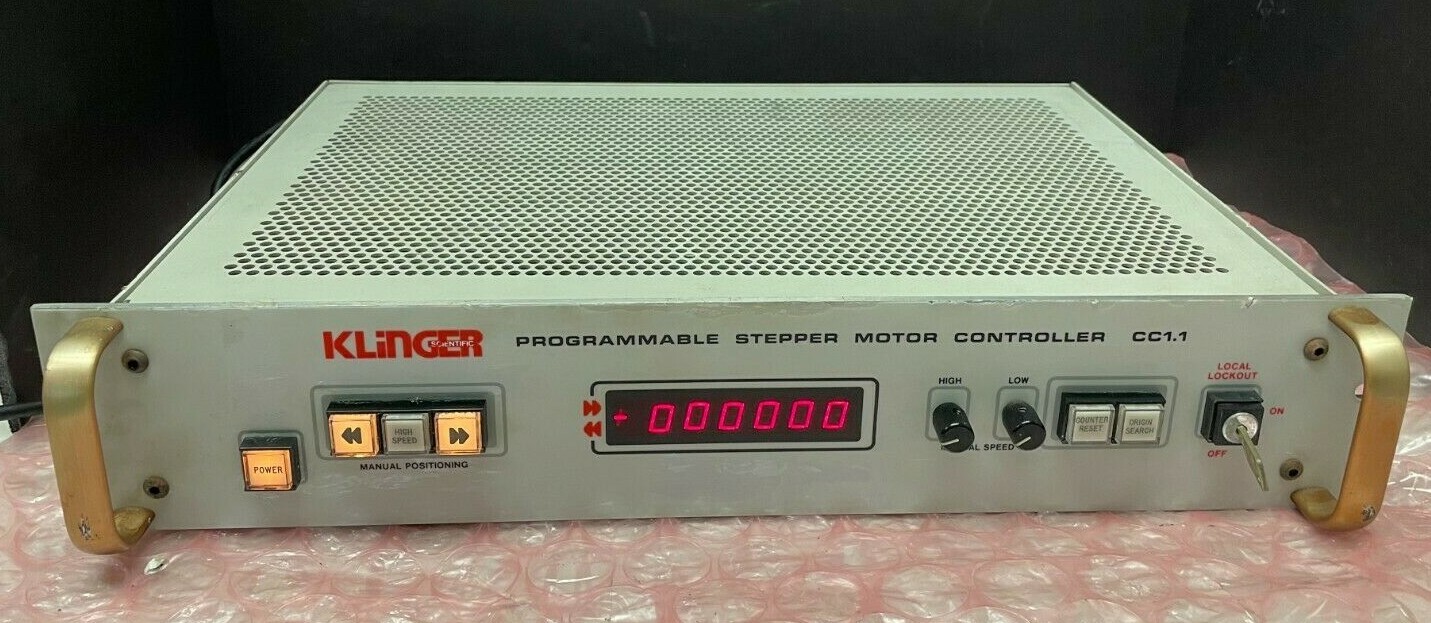 KLINGER
SCIENTIFIC
PROGRAMMABLE STEPPER MOTOR CONTROLLER CC1.1
HIGH
LOW
LOCAL
LOCKOUT
ON
OFF
HIGH
SPEED
MANUAL POSITIONING
POWER
+ 000000
SPEED
COUNTER
RESET
ORIGIN
SEARCH